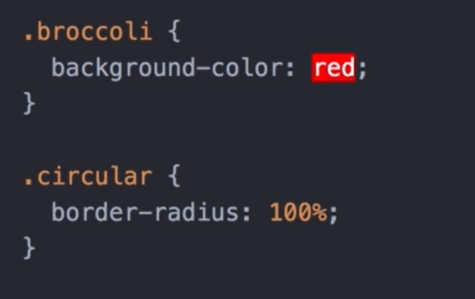 .broccoli {
  background-color: red;
}
.circular {
  border-radius: 100%;
}